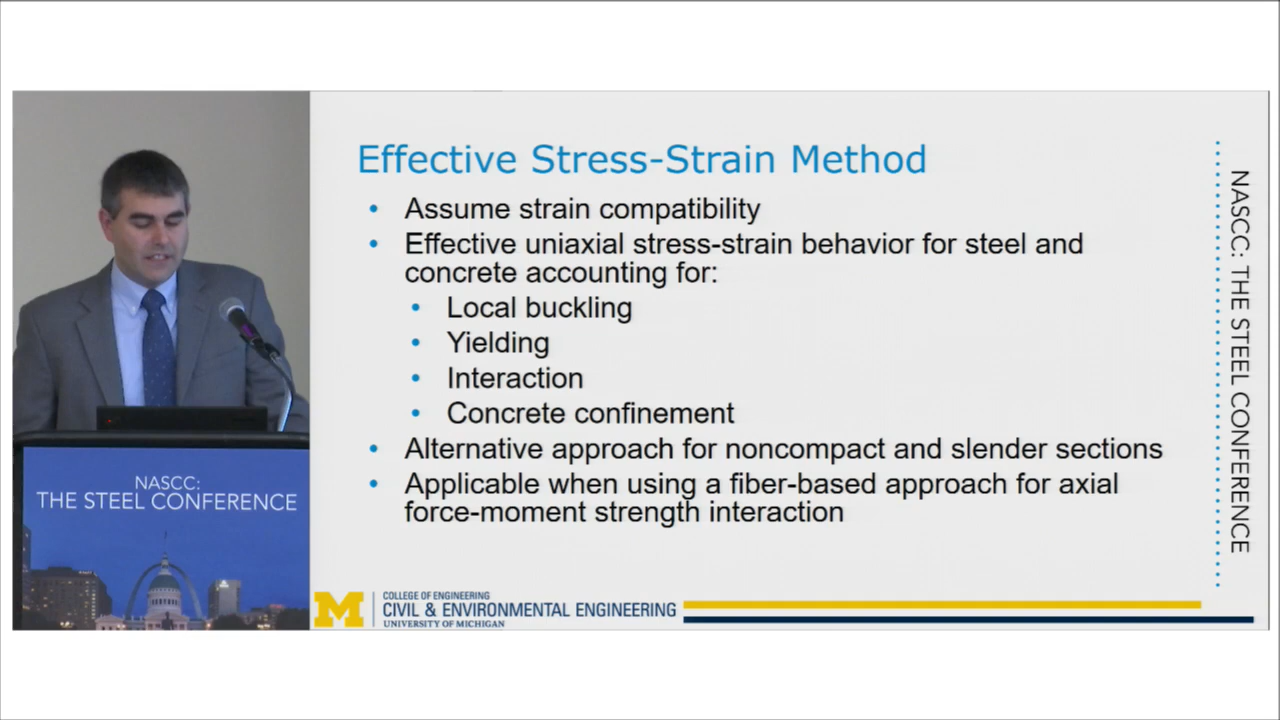 Effective Stress-Strain Method
• Assume strain compatibility
• Effective uniaxial stress-strain behavior for steel and
concrete accounting for:
• Local buckling
• Yielding
• Interaction
• Concrete confinement
• Alternative approach for noncompact and slender sections
• Applicable when using a fiber-based approach for axial
force-moment strength interaction
NASCC: THE STEEL CONFERENCE
NASCC:
THE STEEL CONFERENCE
M
COLLEGE OF ENGINEERING
CIVIL & ENVIRONMENTAL ENGINEERING
UNIVERSITY OF MICHIGAN